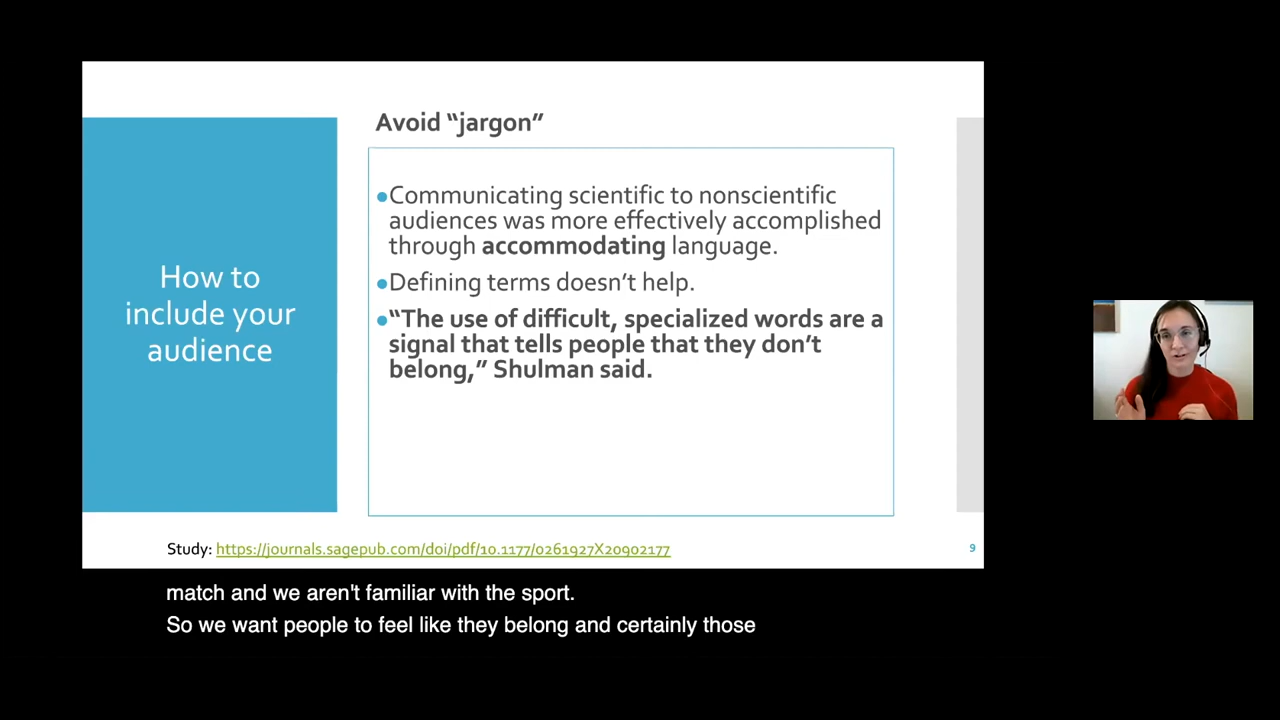 Avoid “jargon”
How to
include your
audience
●Communicating scientific to nonscientific
audiences was more effectively accomplished
through accommodating language.
●Defining terms doesn’t help.
●“The use of difficult, specialized words are a
signal that tells people that they don’t
belong,” Shulman said.
Study: https://journals.sagepub.com/doi/pdf/10.1177/0261927X20902177
9
match and we aren't familiar with the sport.
So we want people to feel like they belong and certainly those